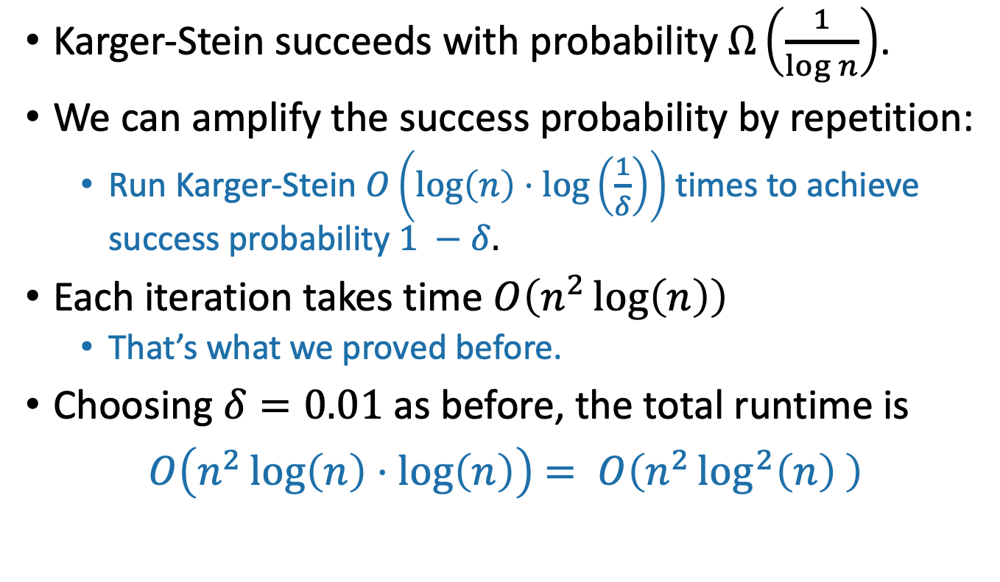 • Karger-Stein succeeds with probability Ω(1/log n).
• We can amplify the success probability by repetition:
• Run Karger-Stein O(log(n) · log(1/δ)) times to achieve
success probability 1 − δ.
• Each iteration takes time O(n² log(n))
• That’s what we proved before.
• Choosing δ = 0.01 as before, the total runtime is
O(n² log(n) · log(n)) = O(n² log²(n) )